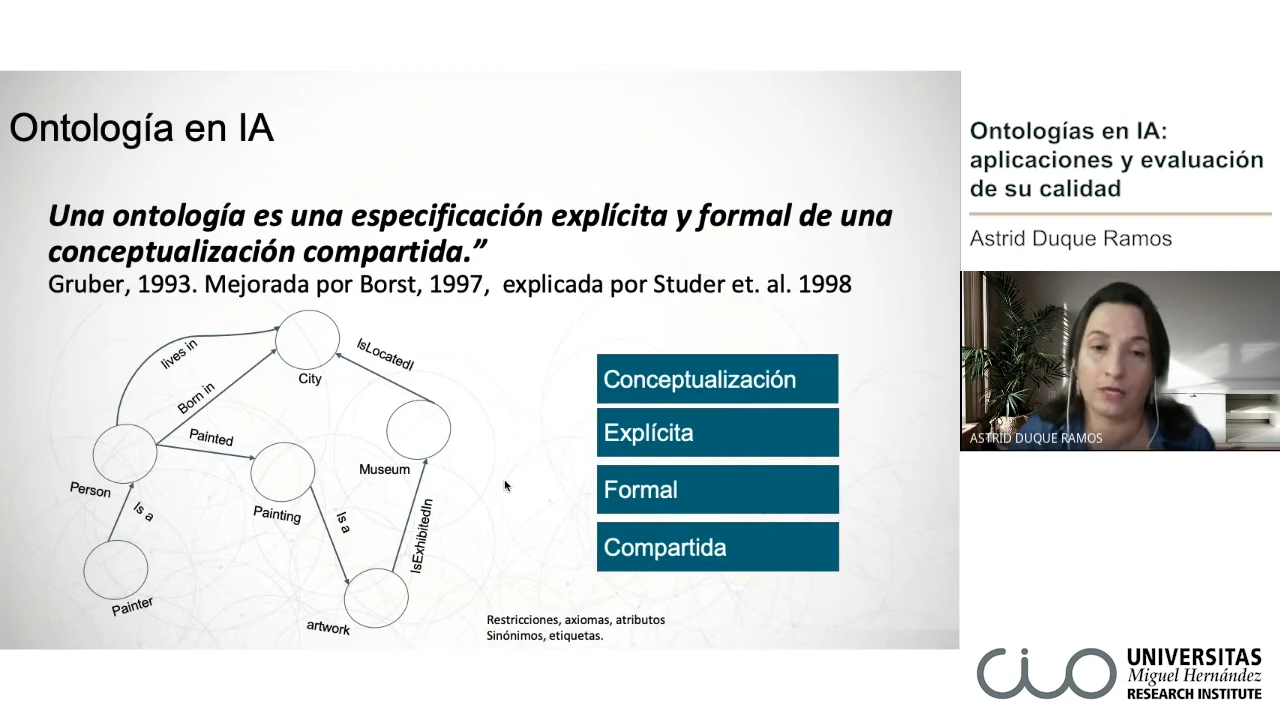 Ontología en IA
Una ontología es una especificación explícita y formal de una
conceptualización compartida.”
Gruber, 1993. Mejorada por Borst, 1997, explicada por Studer et. al. 1998
lives in
IsLocatedI
City
Born in
Painted
Museum
Person
Painting
Is a
Is a
IsExhibitedIn
Painter
artwork
Conceptualización
Explícita
Formal
Compartida
Restricciones, axiomas, atributos
Sinónimos, etiquetas.
Ontologías en IA:
aplicaciones y evaluación
de su calidad
Astrid Duque Ramos
ASTRID DUQUE RAMOS
cio
UNIVERSITAS
Miguel Hernández
RESEARCH INSTITUTE